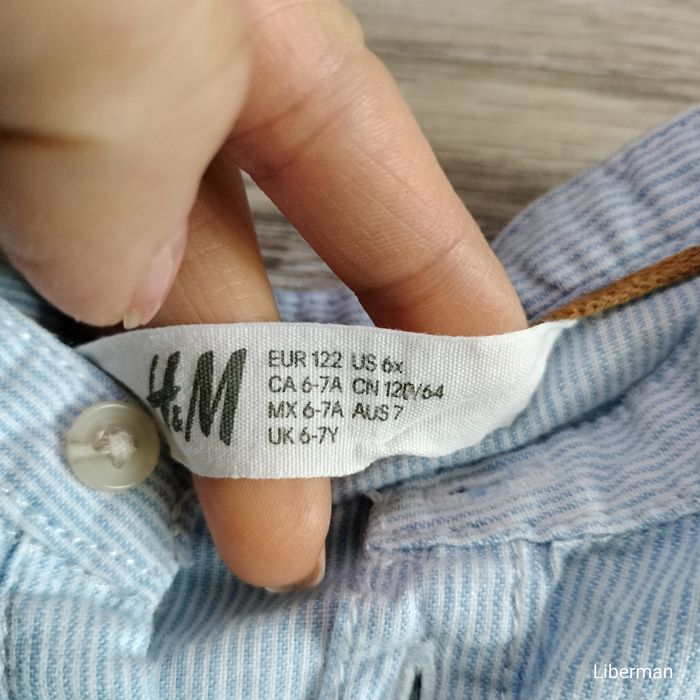 H&M
EUR 122 US 6x
CA 6-7A CN 120/64
MX 6-7A AUS 7
UK 6-7Y
Liberman